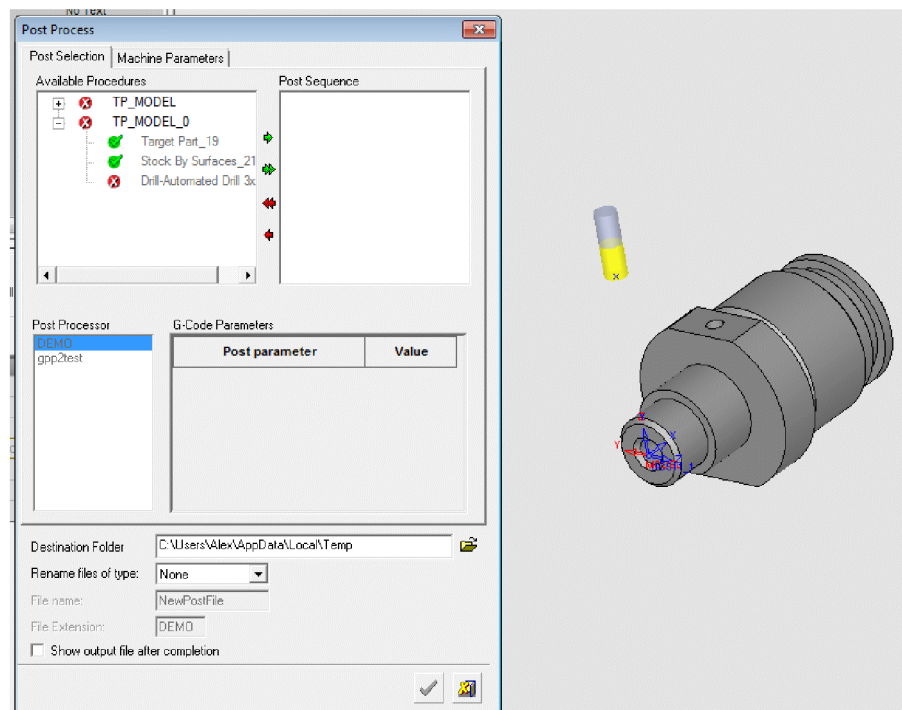 No Text
Post Process
Post Selection
Machine Parameters
Available Procedures
Post Sequence
TP_MODEL
TP_MODEL_0
Target Part_19
Stock By Surfaces_21
Drill-Automated Drill 3x
Post Processor
G-Code Parameters
DEMO
gpp2test
Post parameter
Value
Destination Folder
C:\Users\Alex\AppData\Local\Temp
Rename files of type:
None
File name:
NewPostFile
File Extension:
DEMO
Show output file after completion
Y
X
Y